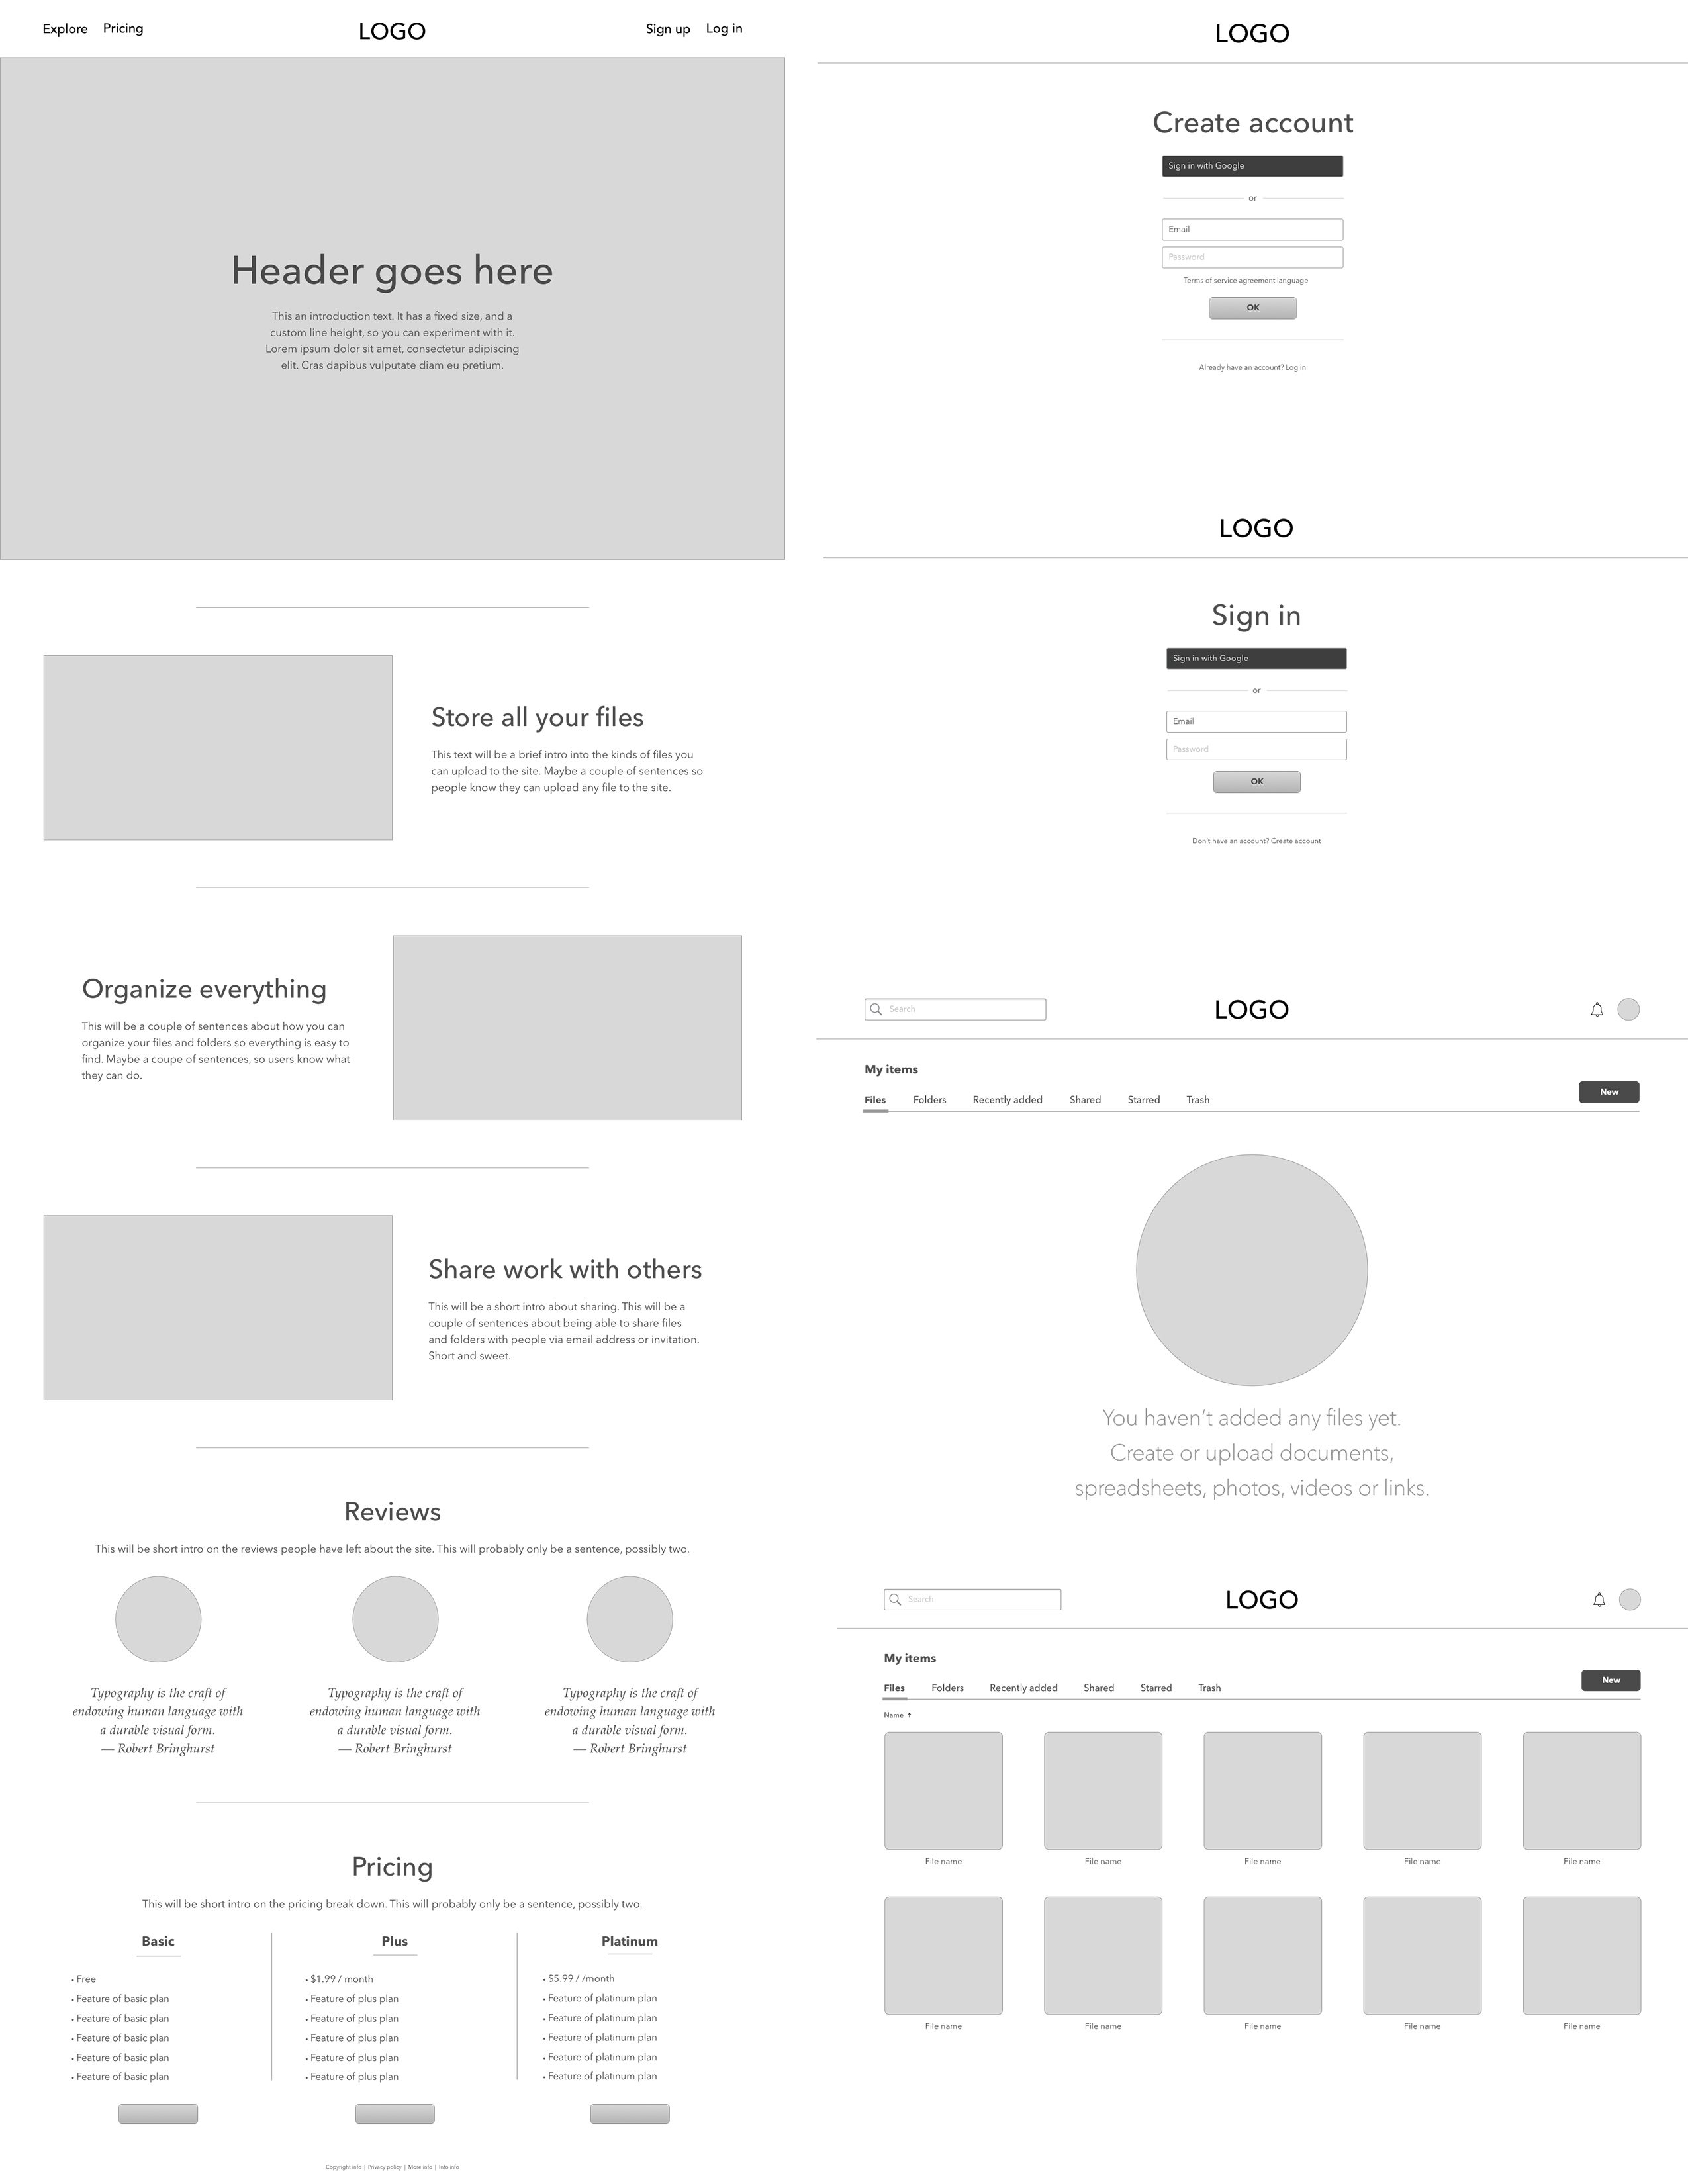 Explore Pricing LOGO Sign up Log in
Header goes here
This an introduction text. It has a fixed size, and a
custom line height, so you can experiment with it.
Lorem ipsum dolor sit amet, consectetur adipiscing
elit. Cras dapibus vulputate diam eu pretium.
Store all your files
This text will be a brief intro into the kinds of files you
can upload to the site. Maybe a couple of sentences so
people know they can upload any file to the site.
Organize everything
This will be a couple of sentences about how you can
organize your files and folders so everything is easy to
find. Maybe a coupe of sentences, so users know what
they can do.
Share work with others
This will be a short intro about sharing. This will be a
couple of sentences about being able to share files
and folders with people via email address or invitation.
Short and sweet.
Reviews
This will be short intro on the reviews people have left about the site. This will probably only be a sentence, possibly two.
Typography is the craft of
endowing human language with
a durable visual form.
— Robert Bringhurst
Typography is the craft of
endowing human language with
a durable visual form.
— Robert Bringhurst
Typography is the craft of
endowing human language with
a durable visual form.
— Robert Bringhurst
Pricing
This will be short intro on the pricing break down. This will probably only be a sentence, possibly two.
Basic
• Free
• Feature of basic plan
• Feature of basic plan
• Feature of basic plan
• Feature of basic plan
• Feature of basic plan
Plus
• $1.99 / month
• Feature of plus plan
• Feature of plus plan
• Feature of plus plan
• Feature of plus plan
• Feature of plus plan
Platinum
• $5.99 / /month
• Feature of platinum plan
• Feature of platinum plan
• Feature of platinum plan
• Feature of platinum plan
• Feature of platinum plan
Copyright info | Privacy policy | More info | Info info
LOGO
Create account
Sign in with Google
or
Email
Password
Terms of service agreement language
OK
Already have an account? Log in
LOGO
Sign in
Sign in with Google
or
Email
Password
OK
Don't have an account? Create account
Search LOGO
My items
Files Folders Recently added Shared Starred Trash New
You haven't added any files yet.
Create or upload documents,
spreadsheets, photos, videos or links.
Search LOGO
My items
Files Folders Recently added Shared Starred Trash New
Name ↑
File name File name File name File name File name
File name File name File name File name File name